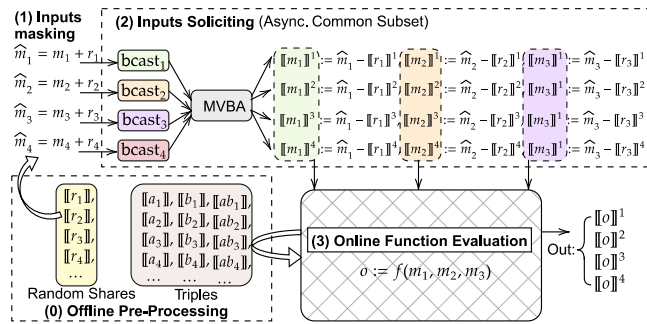 (1) Inputs masking
(2) Inputs Soliciting (Async. Common Subset)
m̂₁ = m₁ + r₁
m̂₂ = m₂ + r₂
m̂₃ = m₃ + r₃
m̂₄ = m₄ + r₄
bcast₁
bcast₂
bcast₃
bcast₄
MVBA
⟦m₁⟧¹ := m̂₁ − ⟦r₁⟧¹ ⟦m₂⟧¹ := m̂₂ − ⟦r₂⟧¹ ⟦m₃⟧¹ := m̂₃ − ⟦r₃⟧¹
⟦m₁⟧² := m̂₁ − ⟦r₁⟧² ⟦m₂⟧² := m̂₂ − ⟦r₂⟧² ⟦m₃⟧¹ := m̂₃ − ⟦r₃⟧²
⟦m₁⟧³ := m̂₁ − ⟦r₁⟧³ ⟦m₂⟧³ := m̂₂ − ⟦r₂⟧³ ⟦m₃⟧¹ := m̂₃ − ⟦r₃⟧³
⟦m₁⟧⁴ := m̂₁ − ⟦r₁⟧⁴ ⟦m₂⟧⁴ := m̂₂ − ⟦r₂⟧⁴ ⟦m₃⟧¹ := m̂₃ − ⟦r₃⟧⁴
⟦r₁⟧,
⟦r₂⟧,
⟦r₃⟧,
⟦r₄⟧,
...
Random Shares
⟦a₁⟧, ⟦b₁⟧, ⟦ab₁⟧,
⟦a₂⟧, ⟦b₂⟧, ⟦ab₂⟧,
⟦a₃⟧, ⟦b₃⟧, ⟦ab₃⟧,
⟦a₄⟧, ⟦b₄⟧, ⟦ab₄⟧,
... ... ...
Triples
(0) Offline Pre-Processing
(3) Online Function Evaluation
o := f(m₁, m₂, m₃)
Out:
⟦o⟧¹
⟦o⟧²
⟦o⟧³
⟦o⟧⁴